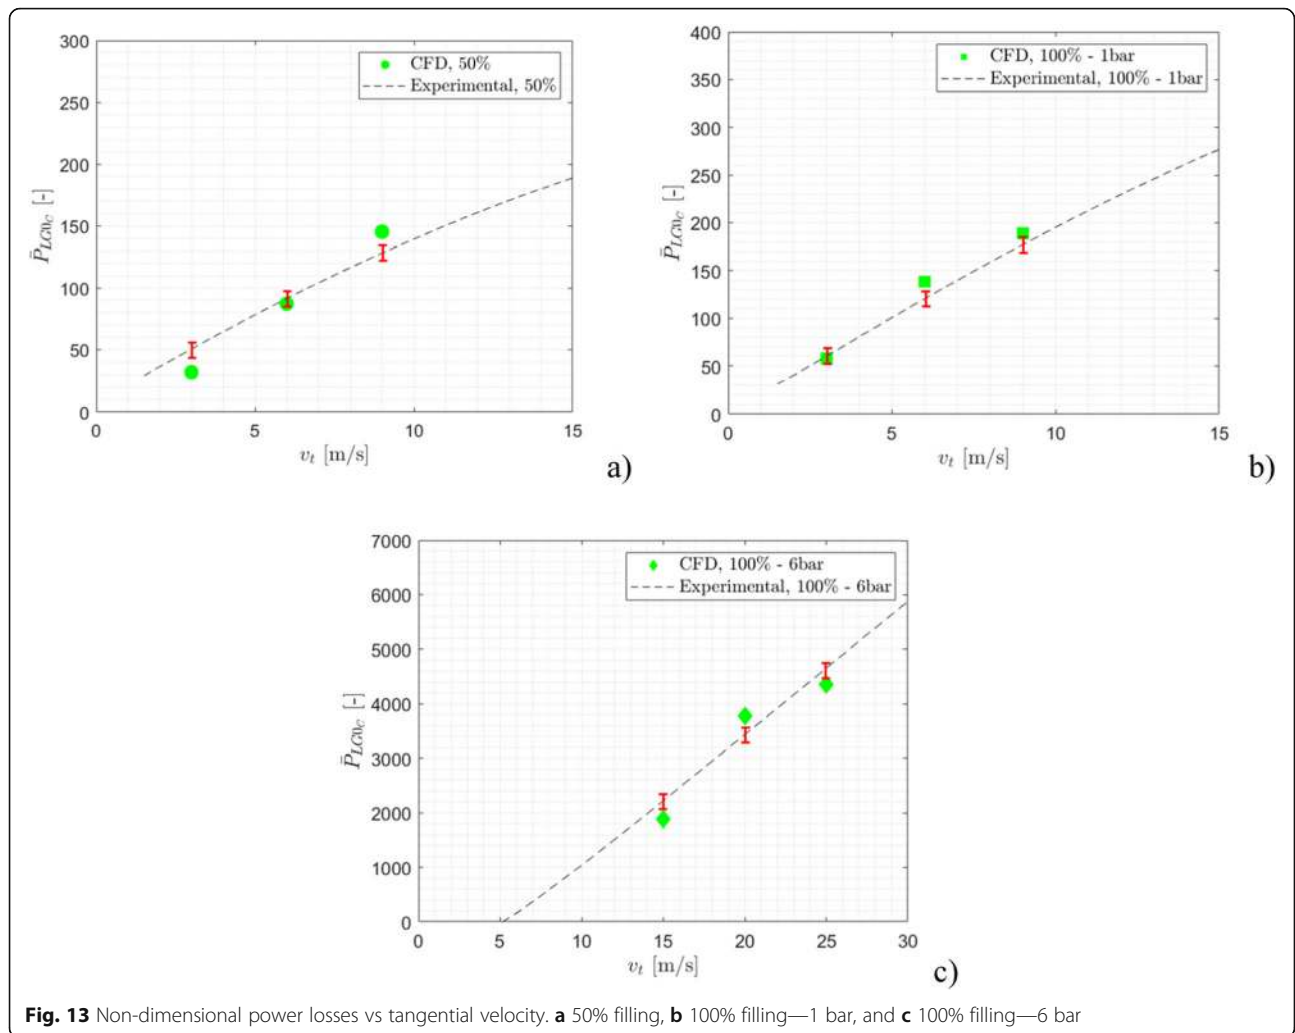 300
250
200
150
100
50
0
0 5 10 15
P̄_{LG0_C} [-]
v_t [m/s]
CFD, 50%
Experimental, 50%
a)
400
350
300
250
200
150
100
50
0
0 5 10 15
P̄_{LG0_C} [-]
v_t [m/s]
CFD, 100% - 1bar
Experimental, 100% - 1bar
b)
7000
6000
5000
4000
3000
2000
1000
0
0 5 10 15 20 25 30
P̄_{LG0_C} [-]
v_t [m/s]
CFD, 100% - 6bar
Experimental, 100% - 6bar
c)
Fig. 13 Non-dimensional power losses vs tangential velocity. a 50% filling, b 100% filling—1 bar, and c 100% filling—6 bar